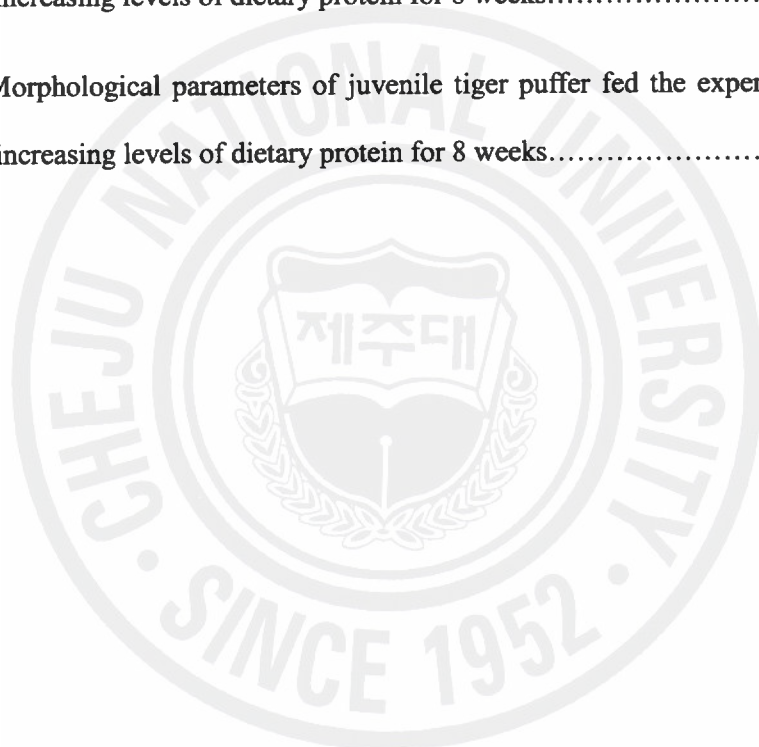 increasing levels of dietary protein for 8 weeks........................
Morphological parameters of juvenile tiger puffer fed the exper
increasing levels of dietary protein for 8 weeks........................
CHEJU NATIONAL UNIVERSITY
제주대
· SINCE 1952 ·